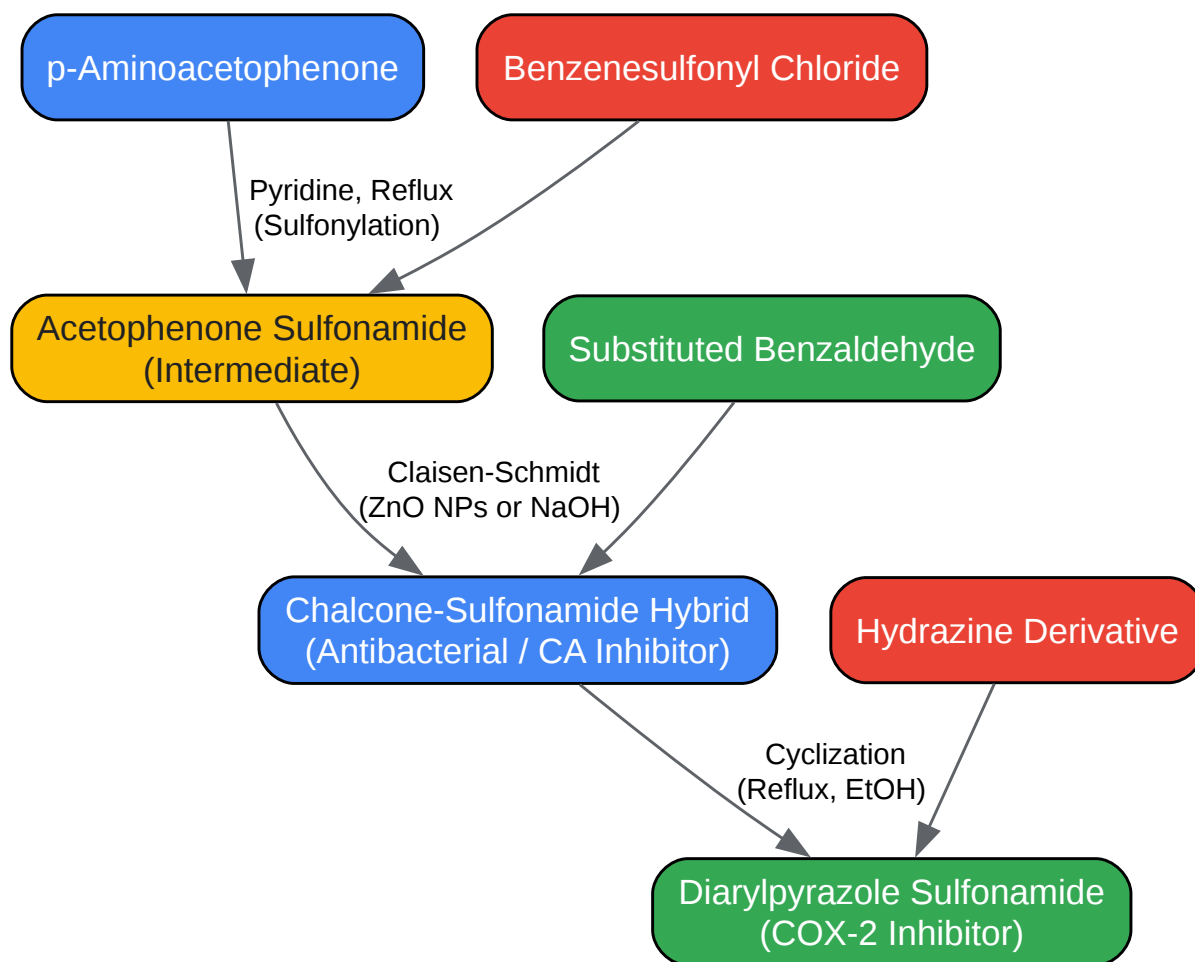 p-Aminoacetophenone
Benzenesulfonyl Chloride
Pyridine, Reflux
(Sulfonylation)
Acetophenone Sulfonamide
(Intermediate)
Substituted Benzaldehyde
Claisen-Schmidt
(ZnO NPs or NaOH)
Chalcone-Sulfonamide Hybrid
(Antibacterial / CA Inhibitor)
Hydrazine Derivative
Cyclization
(Reflux, EtOH)
Diarylpyrazole Sulfonamide
(COX-2 Inhibitor)